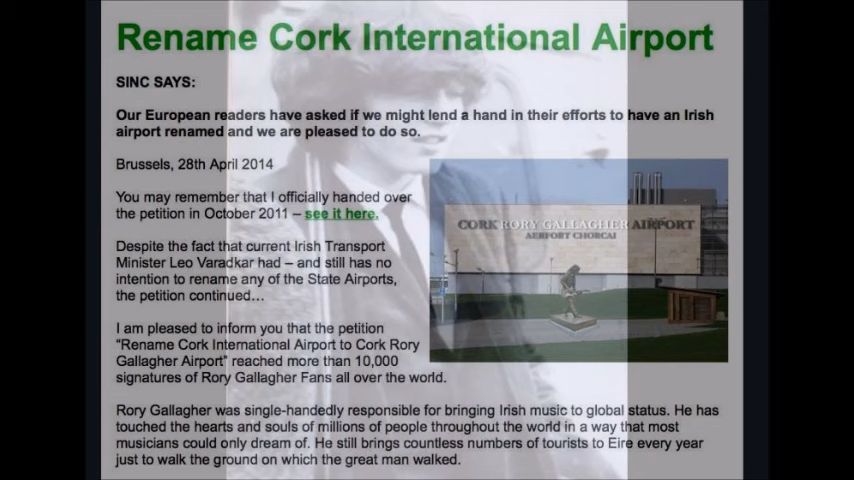 Rename Cork International Airport
SINC SAYS:
Our European readers have asked if we might lend a hand in their efforts to have an Irish
airport renamed and we are pleased to do so.
Brussels, 28th April 2014
You may remember that I officially handed over
the petition in October 2011 – see it here.
Despite the fact that current Irish Transport
Minister Leo Varadkar had – and still has no
intention to rename any of the State Airports,
the petition continued...
I am pleased to inform you that the petition
"Rename Cork International Airport to Cork Rory
Gallagher Airport" reached more than 10,000
signatures of Rory Gallagher Fans all over the world.
CORK RORY GALLAGHER AIRPORT
AERFORT CHORCAI
Rory Gallagher was single-handedly responsible for bringing Irish music to global status. He has
touched the hearts and souls of millions of people throughout the world in a way that most
musicians could only dream of. He still brings countless numbers of tourists to Eire every year
just to walk the ground on which the great man walked.